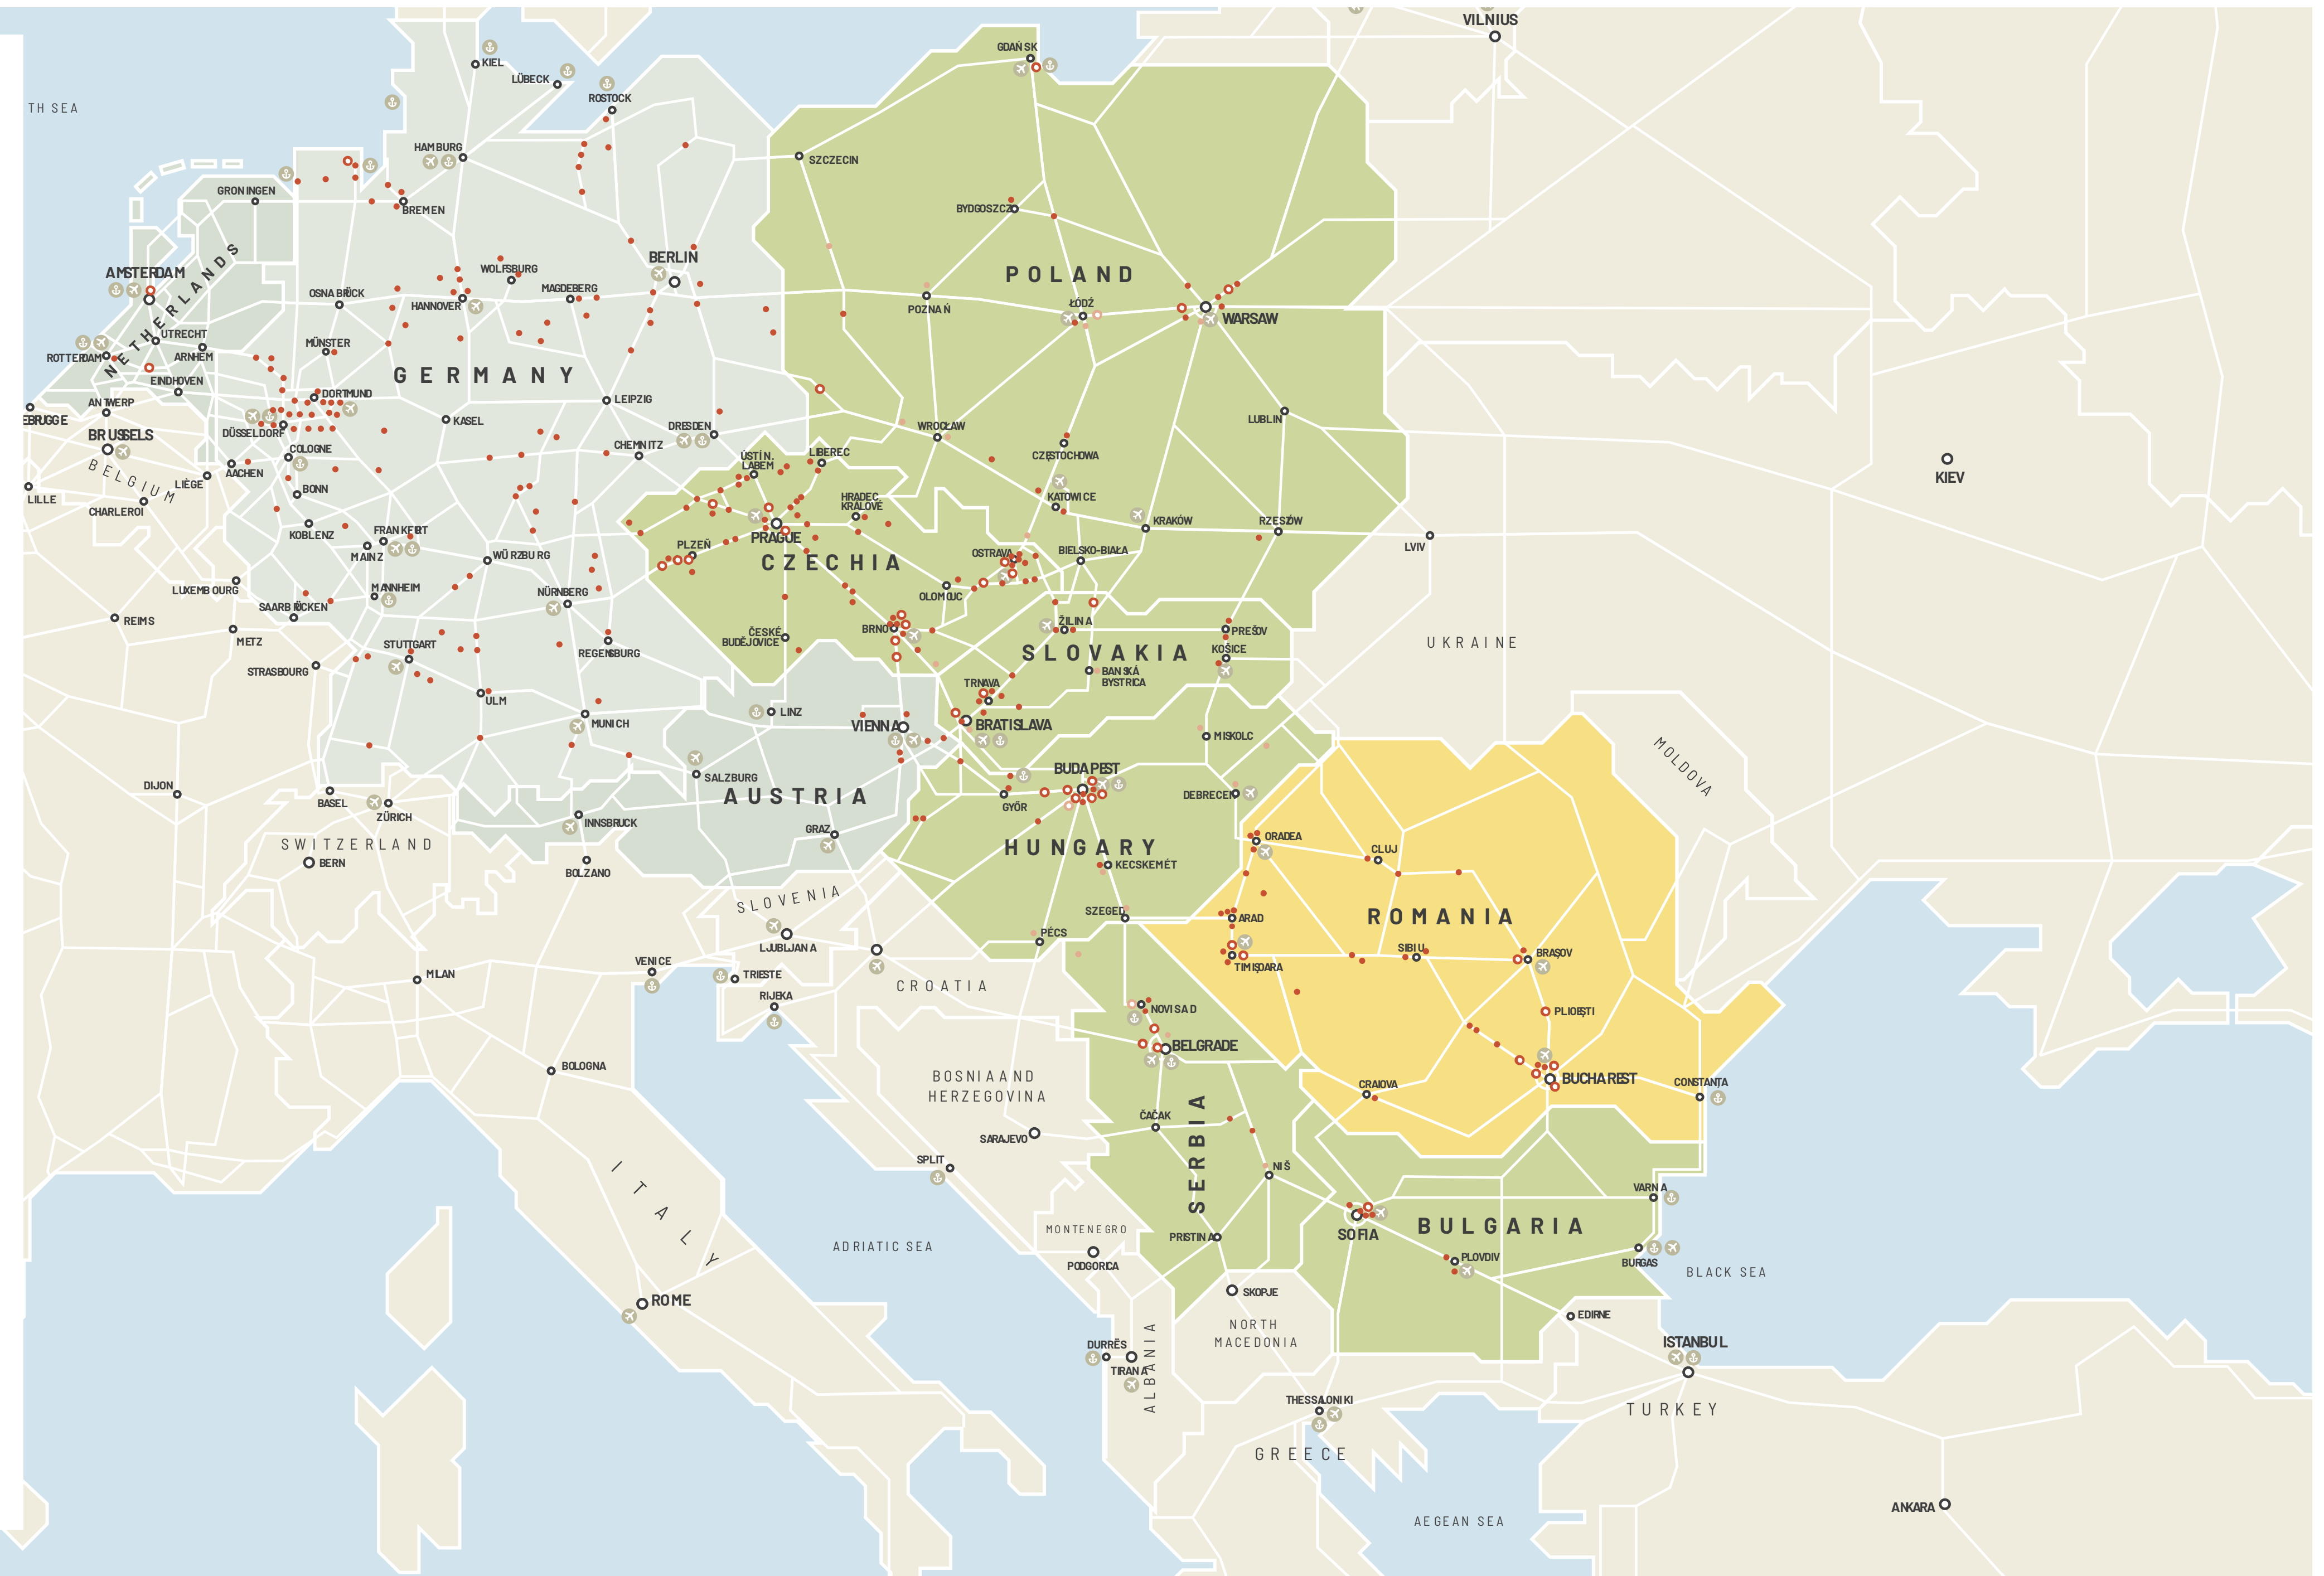 VILNIUS
GDAŃSK
KIEL
LÜBECK
ROSTOCK
TH SEA
HAMBURG
SZCZECIN
GRONINGEN
BREMEN
BYDGOSZCZ
NETHERLANDS
AMSTERDAM
BERLIN
WOLFSBURG
POLAND
OSNABRÜCK
MAGDEBERG
HANNOVER
POZNAŃ
ŁÓDŹ
WARSAW
UTRECHT
ROTTERDAM
ARNHEM
MÜNSTER
GERMANY
EINDHOVEN
DORTMUND
ANTWERP
LEIPZIG
EBRUGGE
KASEL
LUBLIN
BRUSSELS
DÜSSELDORF
DRESDEN
WROCŁAW
CHEMNITZ
CZĘSTOCHOWA
COLOGNE
ÚSTÍ N.
LABEM
LIBEREC
BELGIUM
AACHEN
LIÈGE
KIEV
LILLE
BONN
CHARLEROI
HRADEC
KRÁLOVÉ
KATOWICE
KRAKÓW
RZESZÓW
KOBLENZ
FRANKFURT
PRAGUE
LVIV
MAINZ
WÜRZBURG
PLZEŇ
CZECHIA
OSTRAVA
BIELSKO-BIAŁA
LUXEMBOURG
MANNHEIM
NÜRNBERG
OLOMOUC
SAARBRÜCKEN
REIMS
ŽILINA
BRNO
PREŠOV
METZ
ČESKÉ
BUDĚJOVICE
STUTTGART
REGENSBURG
SLOVAKIA
KOŠICE
UKRAINE
STRASBOURG
BANSKÁ
BYSTRICA
TRNAVA
ULM
LINZ
MUNICH
VIENNA
BRATISLAVA
MISKOLC
MOLDOVA
SALZBURG
BUDAPEST
DIJON
AUSTRIA
DEBRECEN
BASEL
GYÖR
ZÜRICH
INNSBRUCK
GRAZ
ORADEA
SWITZERLAND
HUNGARY
CLUJ
BERN
BOLZANO
KECSKEMÉT
SLOVENIA
SZEGED
ARAD
ROMANIA
LJUBLJANA
PÉCS
SIBIU
BRAŞOV
VENICE
MILAN
TRIESTE
TIMIŞOARA
CROATIA
RIJEKA
NOVI SAD
PLIOEŞTI
BELGRADE
BOLOGNA
BOSNIA AND
HERZEGOVINA
CRAIOVA
BUCHAREST
CONSTANŢA
ČAČAK
SARAJEVO
SERBIA
SPLIT
NIŠ
ITALY
VARNA
MONTENEGRO
PRISTINA
SOFIA
BULGARIA
ADRIATIC SEA
PODGORICA
PLOVDIV
BURGAS
BLACK SEA
SKOPJE
ROME
EDIRNE
NORTH
MACEDONIA
DURRËS
ISTANBUL
TIRANA
ALBANIA
THESSALONIKI
TURKEY
GREECE
ANKARA
AEGEAN SEA